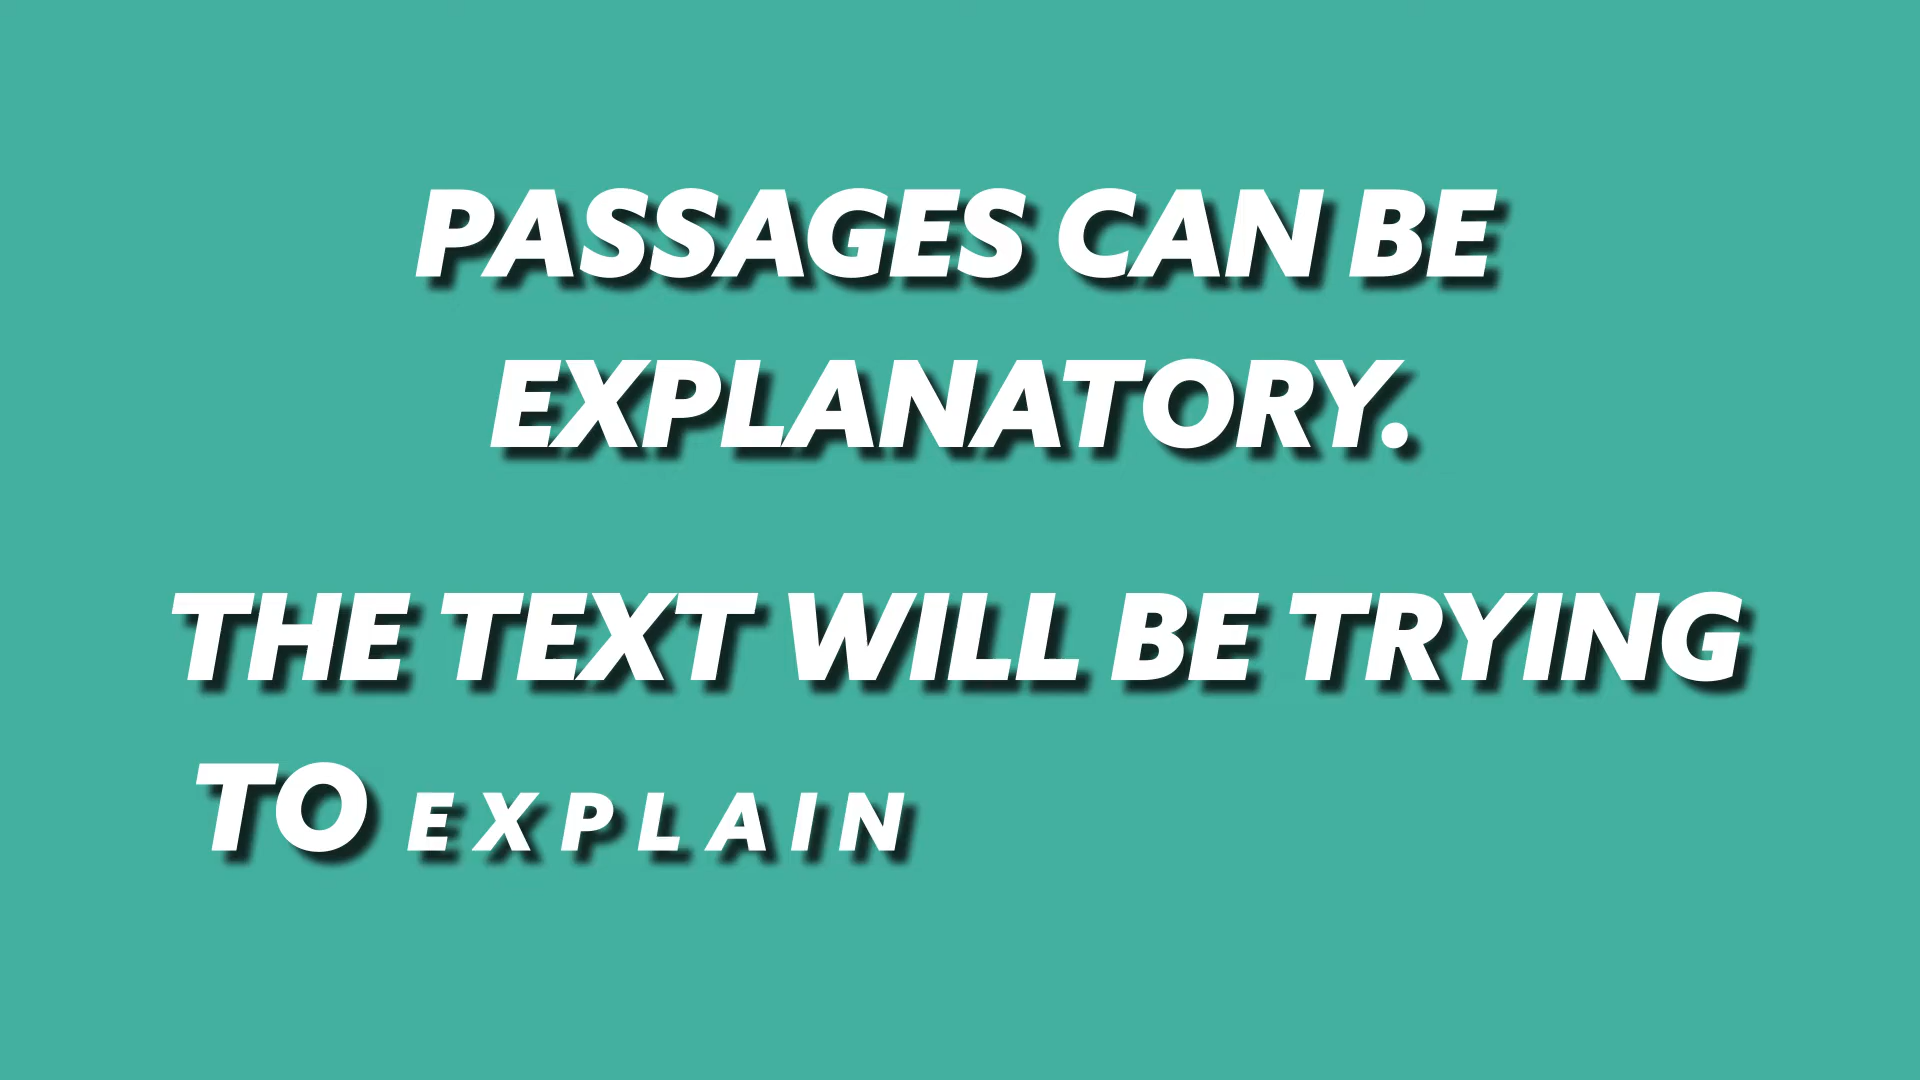 PASSAGES CAN BE
EXPLANATORY.
THE TEXT WILL BE TRYING
TO EXPLAIN